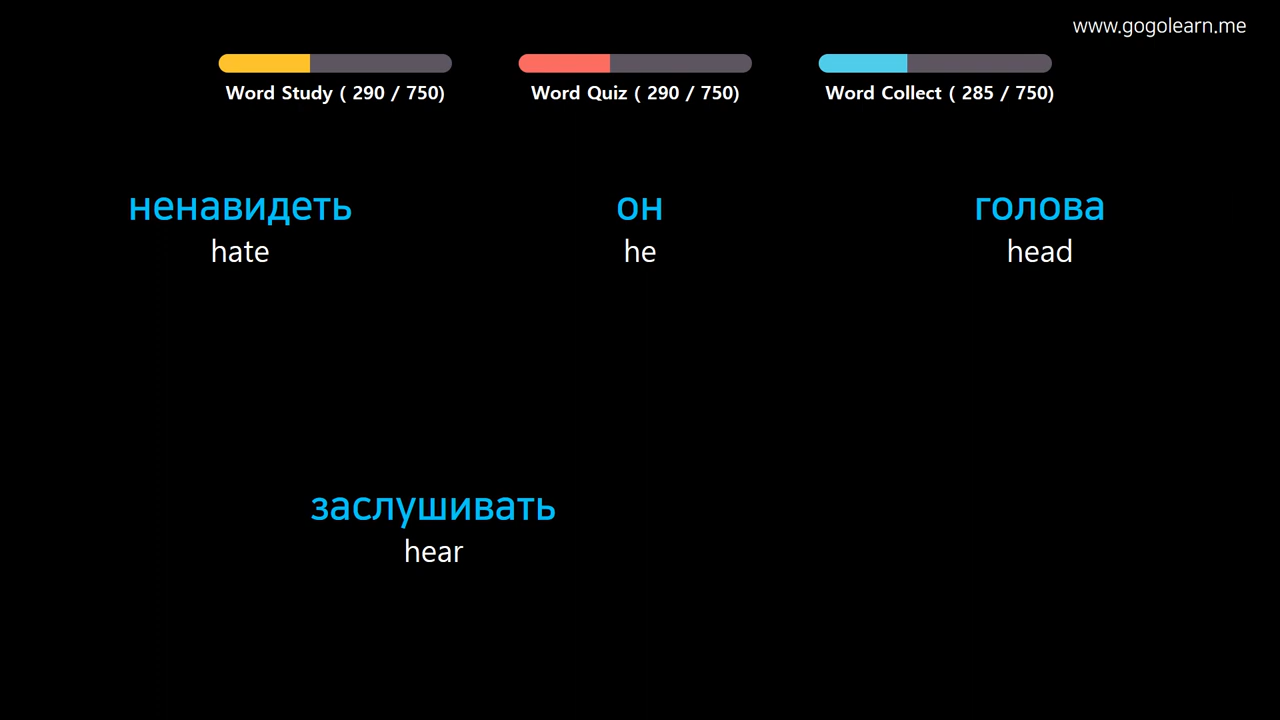 www.gogolearn.me
Word Study ( 290 / 750)
Word Quiz ( 290 / 750)
Word Collect ( 285 / 750)
ненавидеть
hate
он
he
голова
head
заслушивать
hear